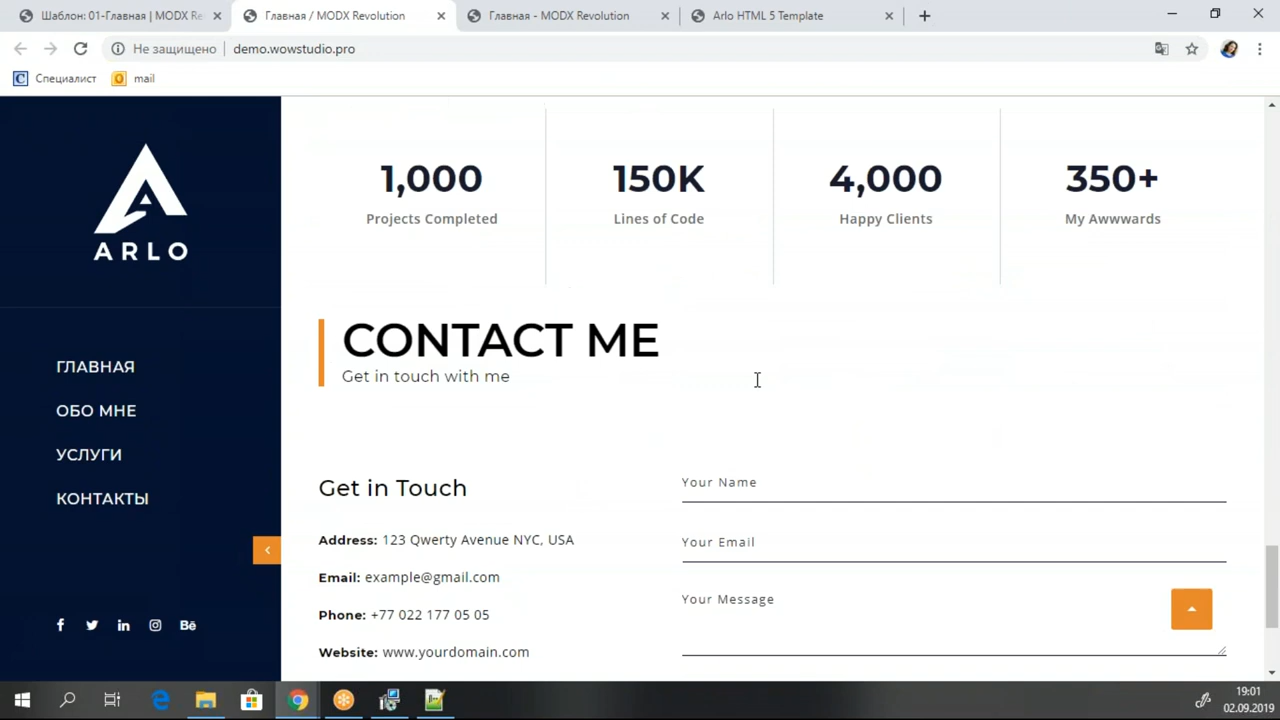 Шаблон: 01-Главная | MODX Re
Главная / MODX Revolution
Главная - MODX Revolution
Arlo HTML 5 Template
Не защищено
demo.wowstudio.pro
Специалист
mail
ARLO
ГЛАВНАЯ
ОБО МНЕ
УСЛУГИ
КОНТАКТЫ
1,000
150K
4,000
350+
Projects Completed
Lines of Code
Happy Clients
My Awwwards
CONTACT ME
Get in touch with me
Get in Touch
Address: 123 Qwerty Avenue NYC, USA
Email: example@gmail.com
Phone: +77 022 177 05 05
Website: www.yourdomain.com
Your Name
Your Email
Your Message
19:01
02.09.2019